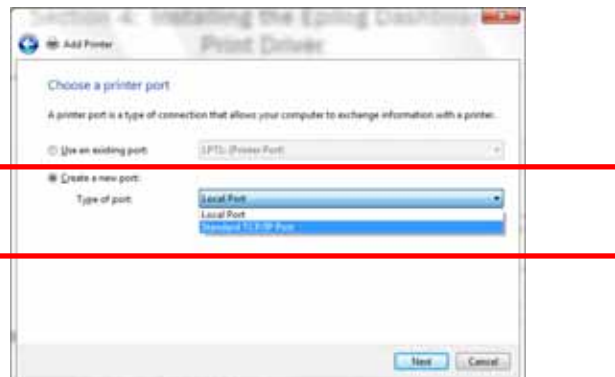 Section 4: Installing the Epilog Dashboard
Print Driver
Add Printer
Choose a printer port
A printer port is a type of connection that allows your computer to exchange information with a printer.
Use an existing port:
LPT1: (Printer Port)
Create a new port:
Type of port:
Local Port
Local Port
Standard TCP/IP Port
Next
Cancel